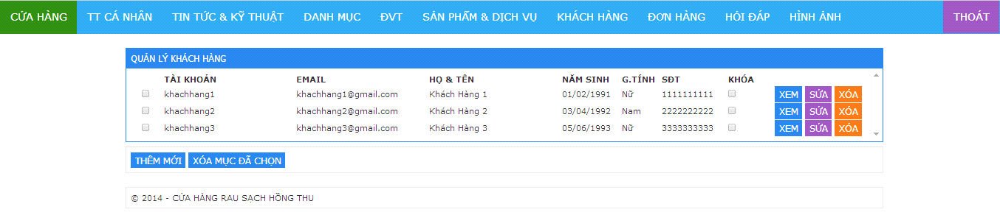 CỬA HÀNG TT CÁ NHÂN TIN TỨC & KỸ THUẬT DANH MỤC ĐVT SẢN PHẨM & DỊCH VỤ KHÁCH HÀNG ĐƠN HÀNG HỎI ĐÁP HÌNH ẢNH THOÁT
QUẢN LÝ KHÁCH HÀNG
TÀI KHOẢN EMAIL HỌ & TÊN NĂM SINH G.TÍNH SĐT KHÓA
khachhang1 khachhang1@gmail.com Khách Hàng 1 01/02/1991 Nữ 1111111111 XEM SỬA XÓA
khachhang2 khachhang2@gmail.com Khách Hàng 2 03/04/1992 Nam 2222222222 XEM SỬA XÓA
khachhang3 khachhang3@gmail.com Khách Hàng 3 05/06/1993 Nữ 3333333333 XEM SỬA XÓA
THÊM MỚI XÓA MỤC ĐÃ CHỌN
© 2014 - CỬA HÀNG RAU SẠCH HỒNG THU